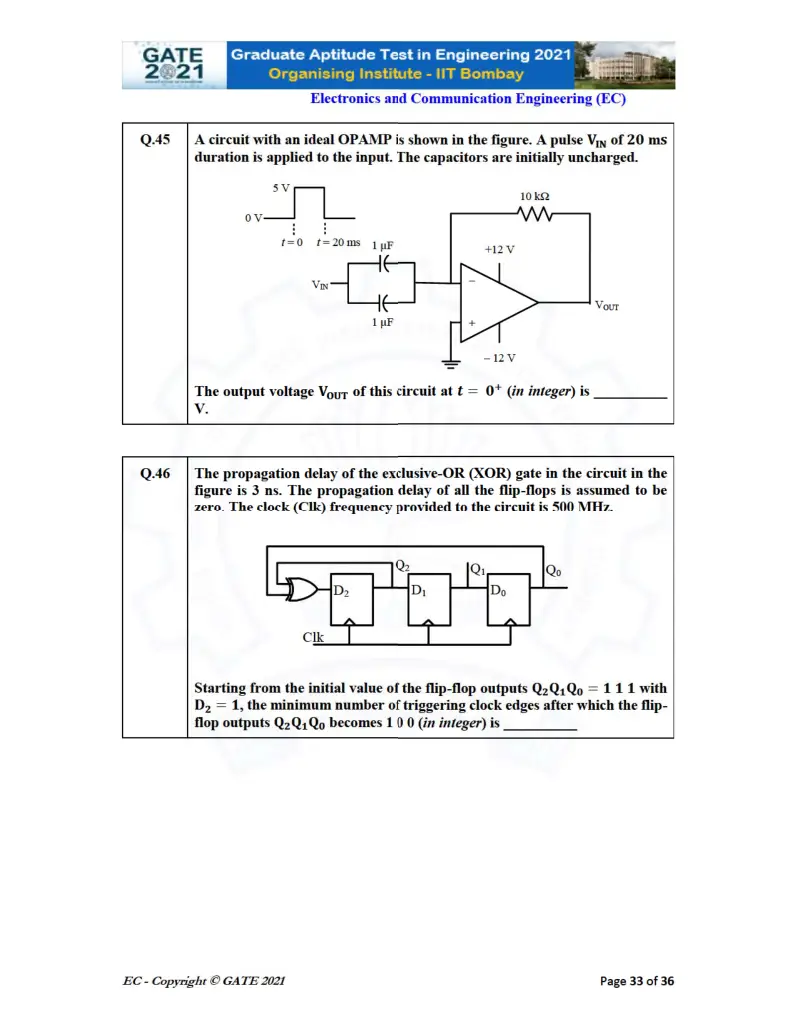 GATE
2021
Graduate Aptitude Test in Engineering 2021
Organising Institute - IIT Bombay
Electronics and Communication Engineering (EC)
Q.45
A circuit with an ideal OPAMP is shown in the figure. A pulse V_IN of 20 ms
duration is applied to the input. The capacitors are initially uncharged.
5 V
0 V
t = 0 t = 20 ms
1 μF
V_IN
1 μF
10 kΩ
+12 V
−
+
V_OUT
– 12 V
The output voltage V_OUT of this circuit at t = 0⁺ (in integer) is __________
V.
Q.46
The propagation delay of the exclusive-OR (XOR) gate in the circuit in the
figure is 3 ns. The propagation delay of all the flip-flops is assumed to be
zero. The clock (Clk) frequency provided to the circuit is 500 MHz.
Q₂ Q₁ Q₀
D₂ D₁ D₀
Clk
Starting from the initial value of the flip-flop outputs Q₂Q₁Q₀ = 1 1 1 with
D₂ = 1, the minimum number of triggering clock edges after which the flip-
flop outputs Q₂Q₁Q₀ becomes 1 0 0 (in integer) is __________
EC - Copyright © GATE 2021
Page 33 of 36